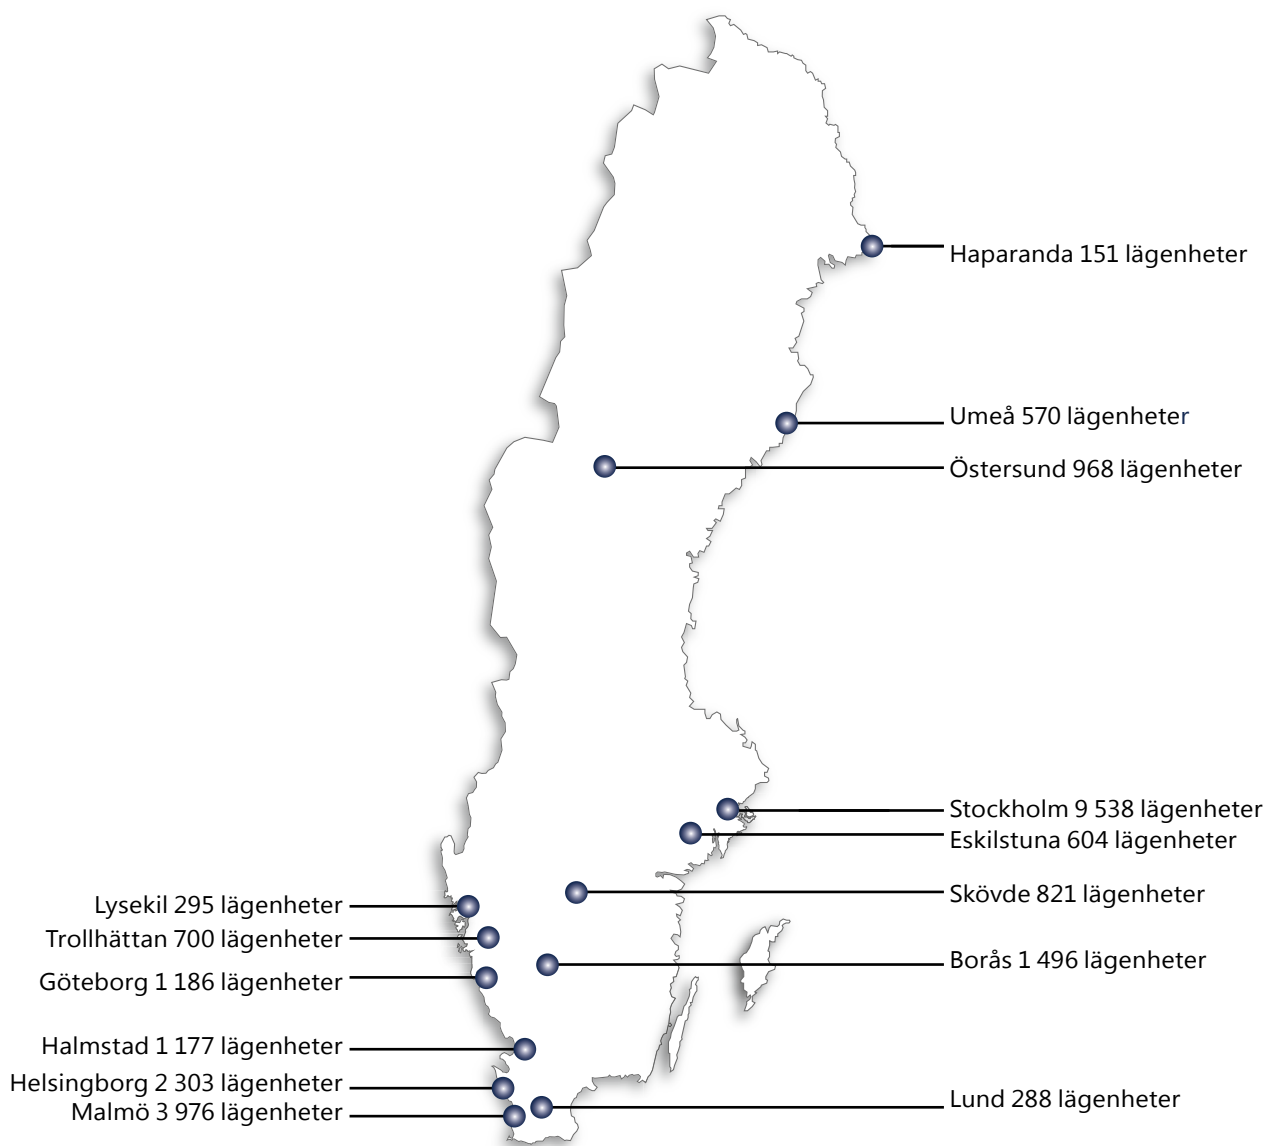 Haparanda 151 lägenheter
Umeå 570 lägenheter
Östersund 968 lägenheter
Stockholm 9 538 lägenheter
Eskilstuna 604 lägenheter
Skövde 821 lägenheter
Lysekil 295 lägenheter
Trollhättan 700 lägenheter
Borås 1 496 lägenheter
Göteborg 1 186 lägenheter
Halmstad 1 177 lägenheter
Helsingborg 2 303 lägenheter
Lund 288 lägenheter
Malmö 3 976 lägenheter